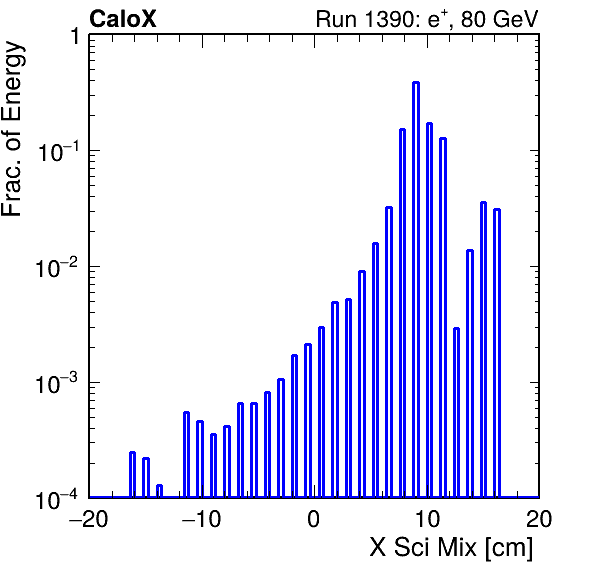 CaloX Run 1390: e⁺, 80 GeV
Frac. of Energy
1
10⁻¹
10⁻²
10⁻³
10⁻⁴
−20 −10 0 10 20
X Sci Mix [cm]